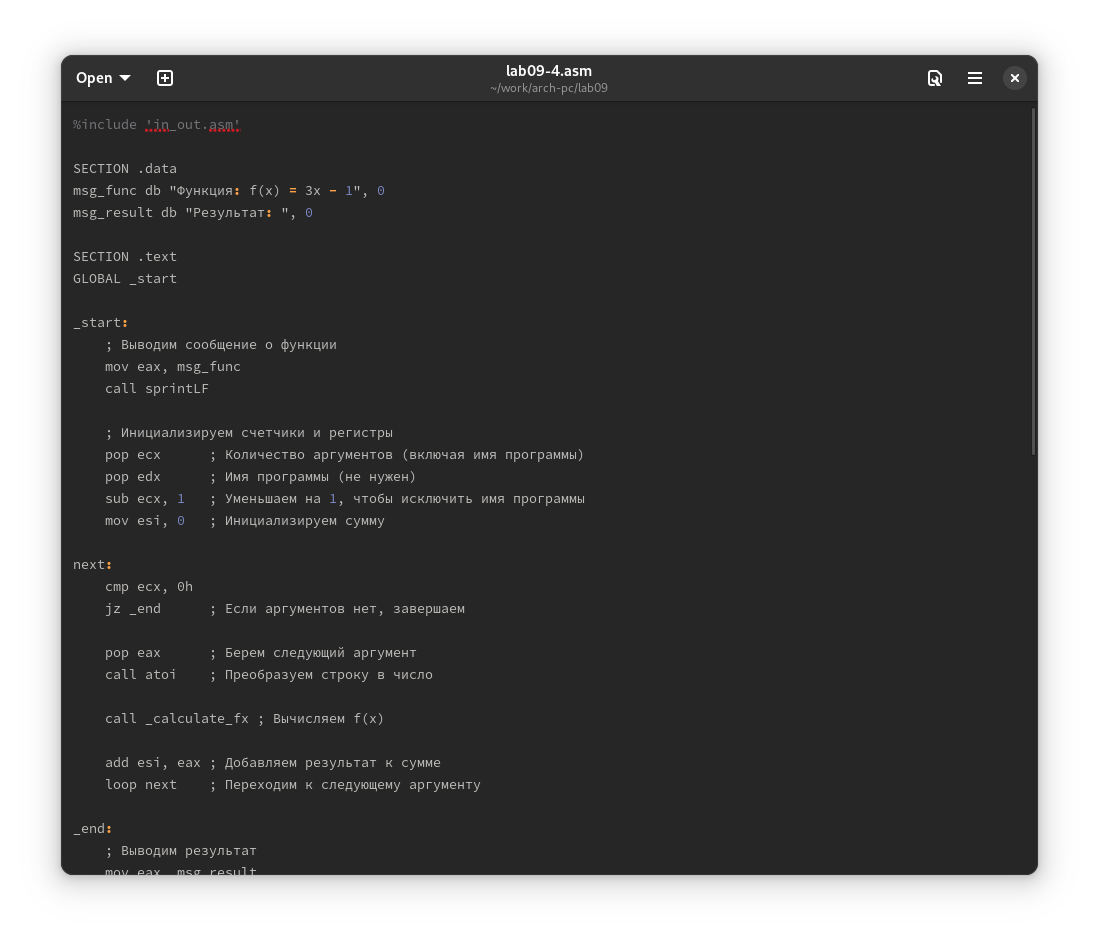 Open
lab09-4.asm
~/work/arch-pc/lab09
%include 'in_out.asm'
SECTION .data
msg_func db "Функция: f(x) = 3x - 1", 0
msg_result db "Результат: ", 0
SECTION .text
GLOBAL _start
_start:
; Выводим сообщение о функции
mov eax, msg_func
call sprintLF
; Инициализируем счетчики и регистры
pop ecx ; Количество аргументов (включая имя программы)
pop edx ; Имя программы (не нужен)
sub ecx, 1 ; Уменьшаем на 1, чтобы исключить имя программы
mov esi, 0 ; Инициализируем сумму
next:
cmp ecx, 0h
jz _end ; Если аргументов нет, завершаем
pop eax ; Берем следующий аргумент
call atoi ; Преобразуем строку в число
call _calculate_fx ; Вычисляем f(x)
add esi, eax ; Добавляем результат к сумме
loop next ; Переходим к следующему аргументу
_end:
; Выводим результат
mov eax, msg_result